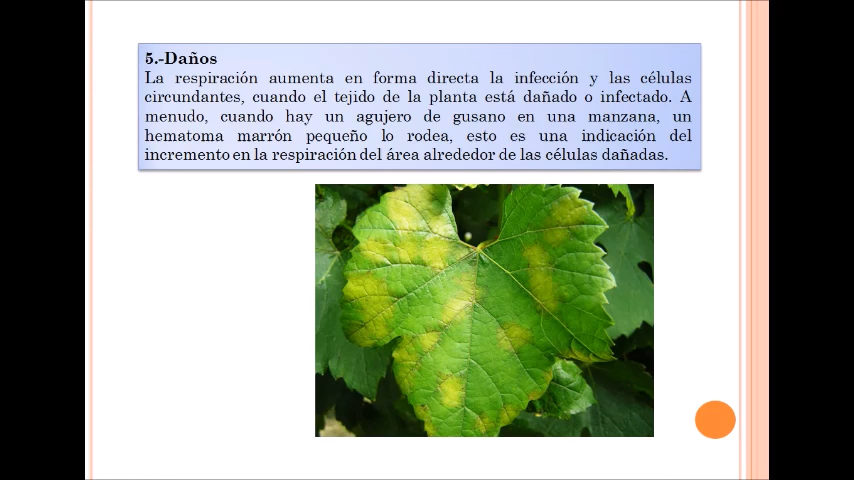 5.-Daños
La respiración aumenta en forma directa la infección y las células
circundantes, cuando el tejido de la planta está dañado o infectado. A
menudo, cuando hay un agujero de gusano en una manzana, un
hematoma marrón pequeño lo rodea, esto es una indicación del
incremento en la respiración del área alrededor de las células dañadas.